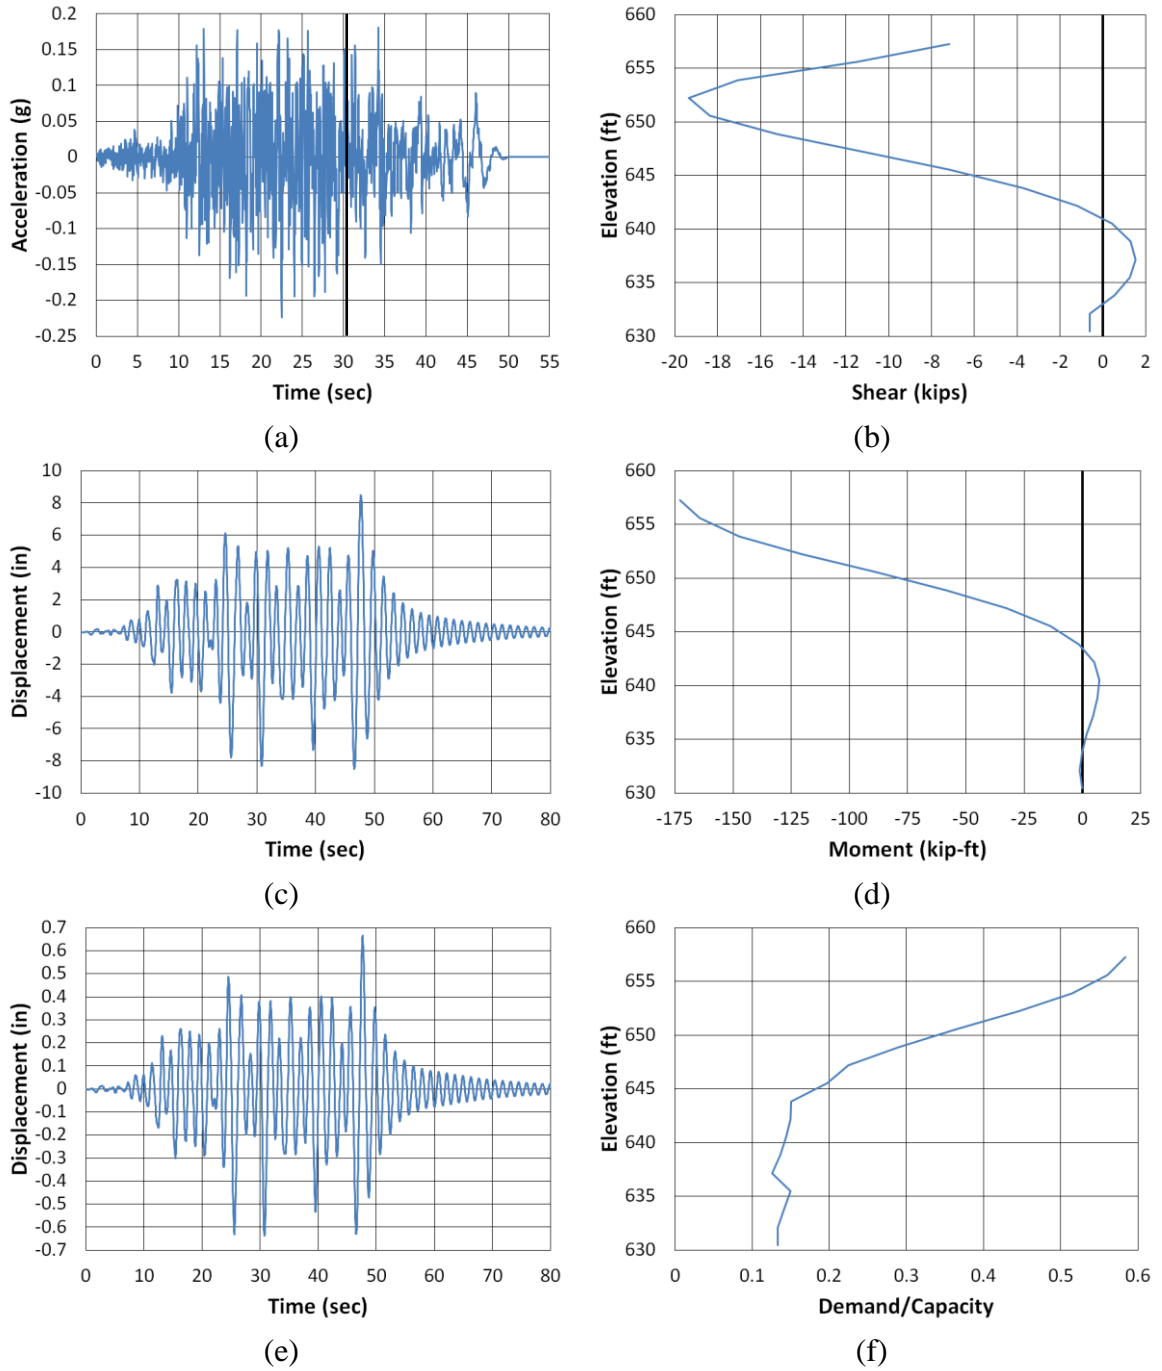 0.2
0.15
0.1
0.05
0
-0.05
-0.1
-0.15
-0.2
-0.25
Acceleration (g)
0 5 10 15 20 25 30 35 40 45 50 55
Time (sec)
(a)
660
655
650
645
640
635
630
Elevation (ft)
-20 -18 -16 -14 -12 -10 -8 -6 -4 -2 0 2
Shear (kips)
(b)
10
8
6
4
2
0
-2
-4
-6
-8
-10
Displacement (in)
0 10 20 30 40 50 60 70 80
Time (sec)
(c)
660
655
650
645
640
635
630
Elevation (ft)
-175 -150 -125 -100 -75 -50 -25 0 25
Moment (kip-ft)
(d)
0.7
0.6
0.5
0.4
0.3
0.2
0.1
0
-0.1
-0.2
-0.3
-0.4
-0.5
-0.6
-0.7
Displacement (in)
0 10 20 30 40 50 60 70 80
Time (sec)
(e)
660
655
650
645
640
635
630
Elevation (ft)
0 0.1 0.2 0.3 0.4 0.5 0.6
Demand/Capacity
(f)